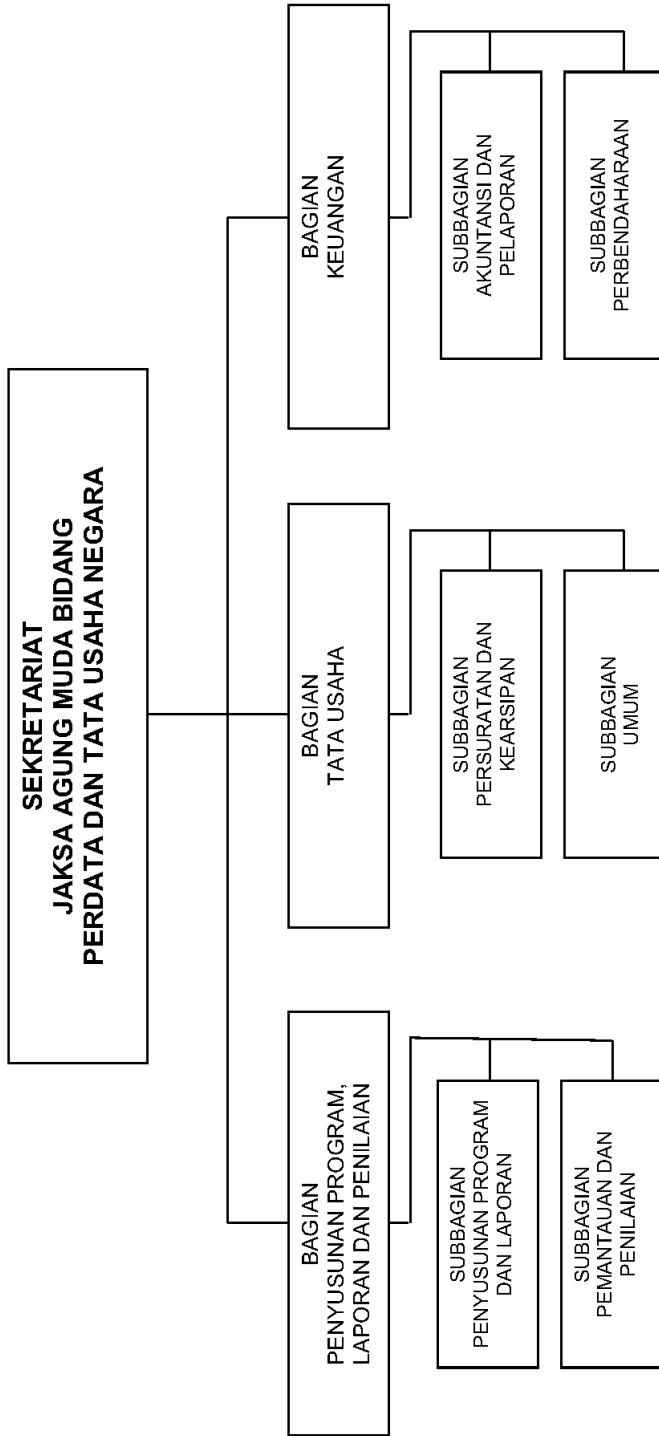 SEKRETARIAT
JAKSA AGUNG MUDA BIDANG
PERDATA DAN TATA USAHA NEGARA
BAGIAN
PENYUSUNAN PROGRAM,
LAPORAN DAN PENILAIAN
BAGIAN
TATA USAHA
BAGIAN
KEUANGAN
SUBBAGIAN
PENYUSUNAN PROGRAM
DAN LAPORAN
SUBBAGIAN
PERSURATAN DAN
KEARSIPAN
SUBBAGIAN
AKUNTANSI DAN
PELAPORAN
SUBBAGIAN
PEMANTAUAN DAN
PENILAIAN
SUBBAGIAN
UMUM
SUBBAGIAN
PERBENDAHARAAN